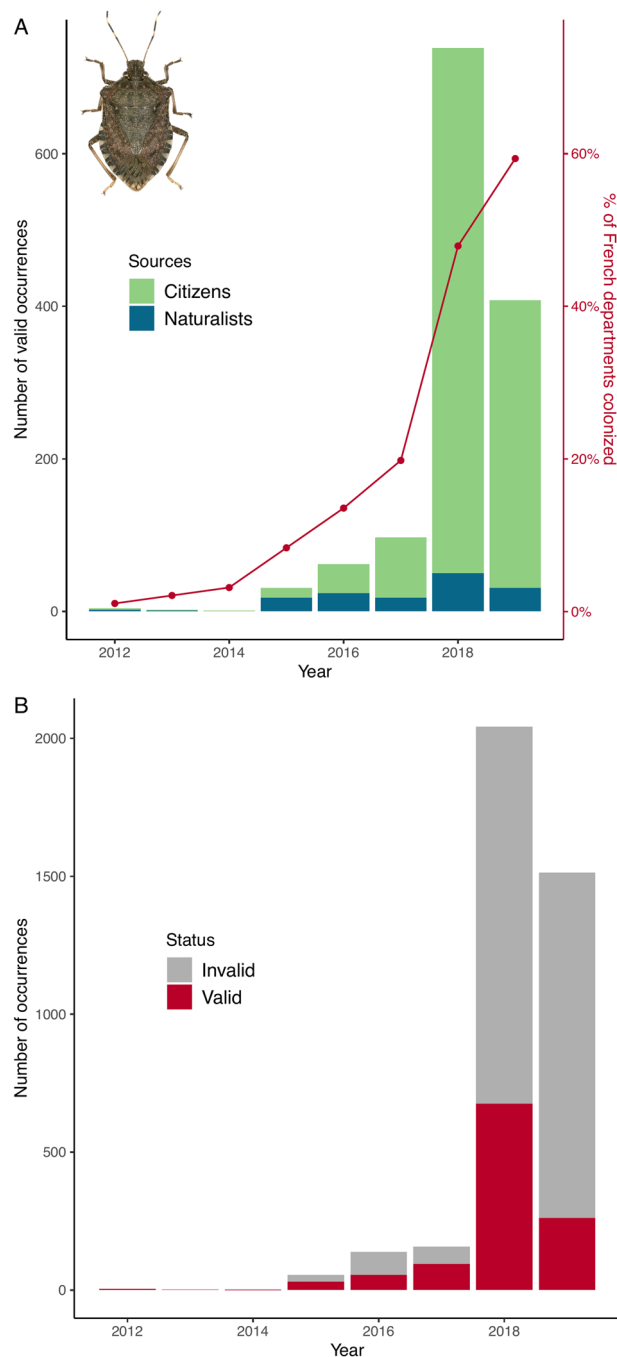 A
600
400
200
0
Number of valid occurrences
Sources
Citizens
Naturalists
60%
40%
20%
0%
% of French departments colonized
2012
2014
2016
2018
Year
B
2000
1500
1000
500
0
Number of occurrences
Status
Invalid
Valid
2012
2014
2016
2018
Year